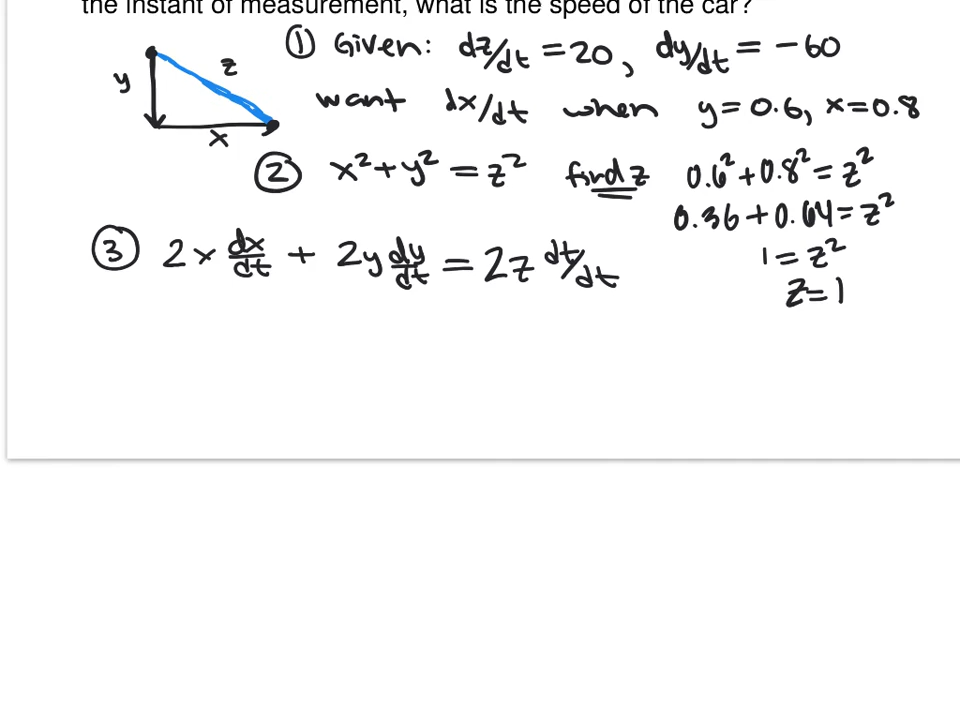 the instant of measurement, what is the speed of the car?
① Given: dz/dt = 20, dy/dt = -60
y z x
want dx/dt when y = 0.6, x = 0.8
② x² + y² = z² find z 0.6² + 0.8² = z²
0.36 + 0.64 = z²
③ 2x dx/dt + 2y dy/dt = 2z dt/dt
1 = z²
z = 1